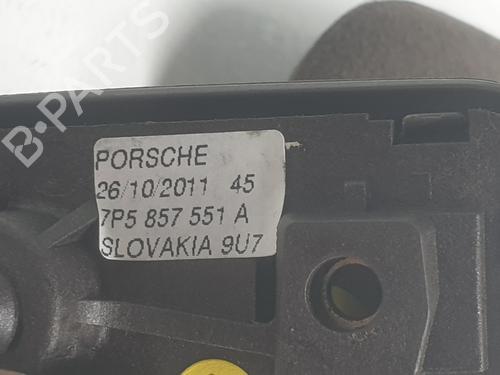 B-PARTS
PORSCHE
26/10/2011 45
7P5 857 551 A
SLOVAKIA 9U7